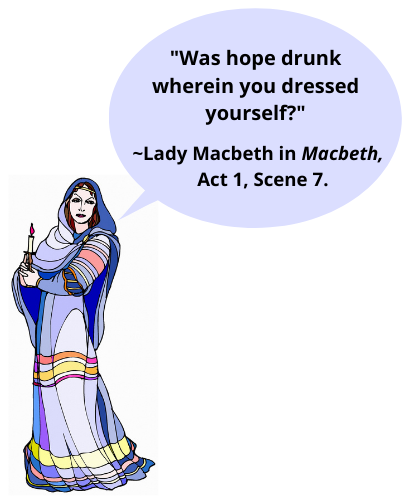 "Was hope drunk
wherein you dressed
yourself?"
~Lady Macbeth in Macbeth,
Act 1, Scene 7.